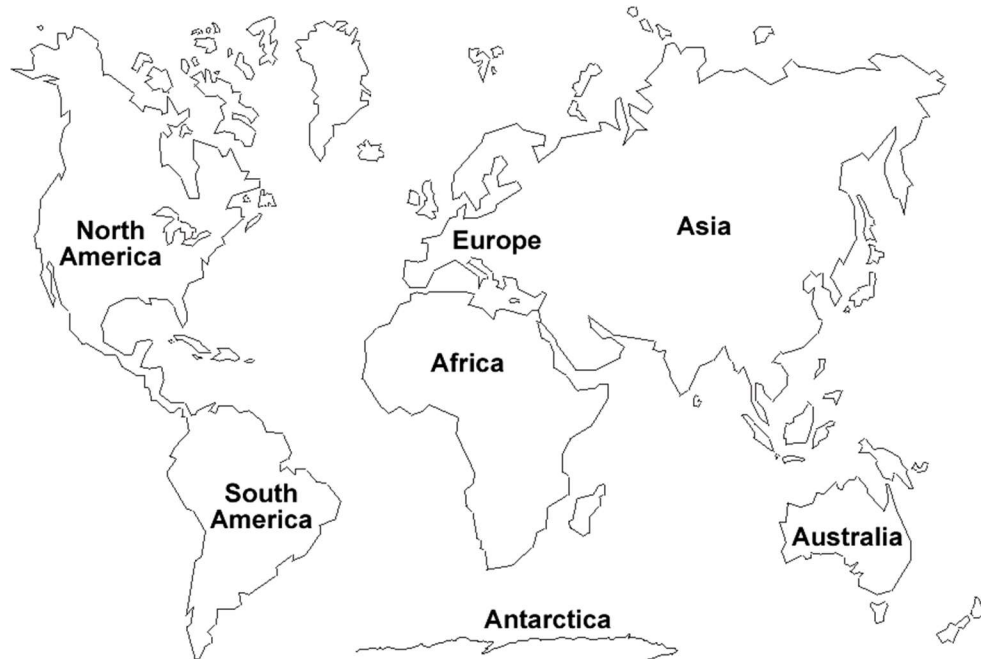 North
America
Europe
Asia
Africa
South
America
Australia
Antarctica